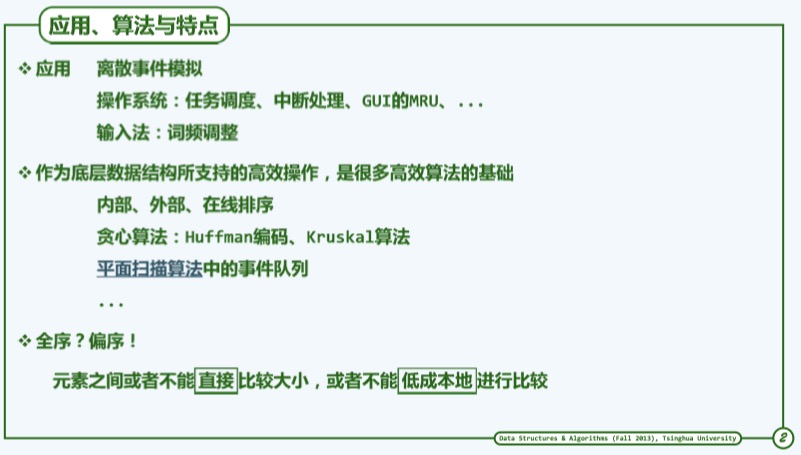 应用、算法与特点
❖ 应用 离散事件模拟
操作系统：任务调度、中断处理、GUI的MRU、...
输入法：词频调整
❖ 作为底层数据结构所支持的高效操作，是很多高效算法的基础
内部、外部、在线排序
贪心算法：Huffman编码、Kruskal算法
平面扫描算法中的事件队列
...
❖ 全序？偏序！
元素之间或者不能直接比较大小，或者不能低成本地进行比较
Data Structures & Algorithms (Fall 2013), Tsinghua University
2